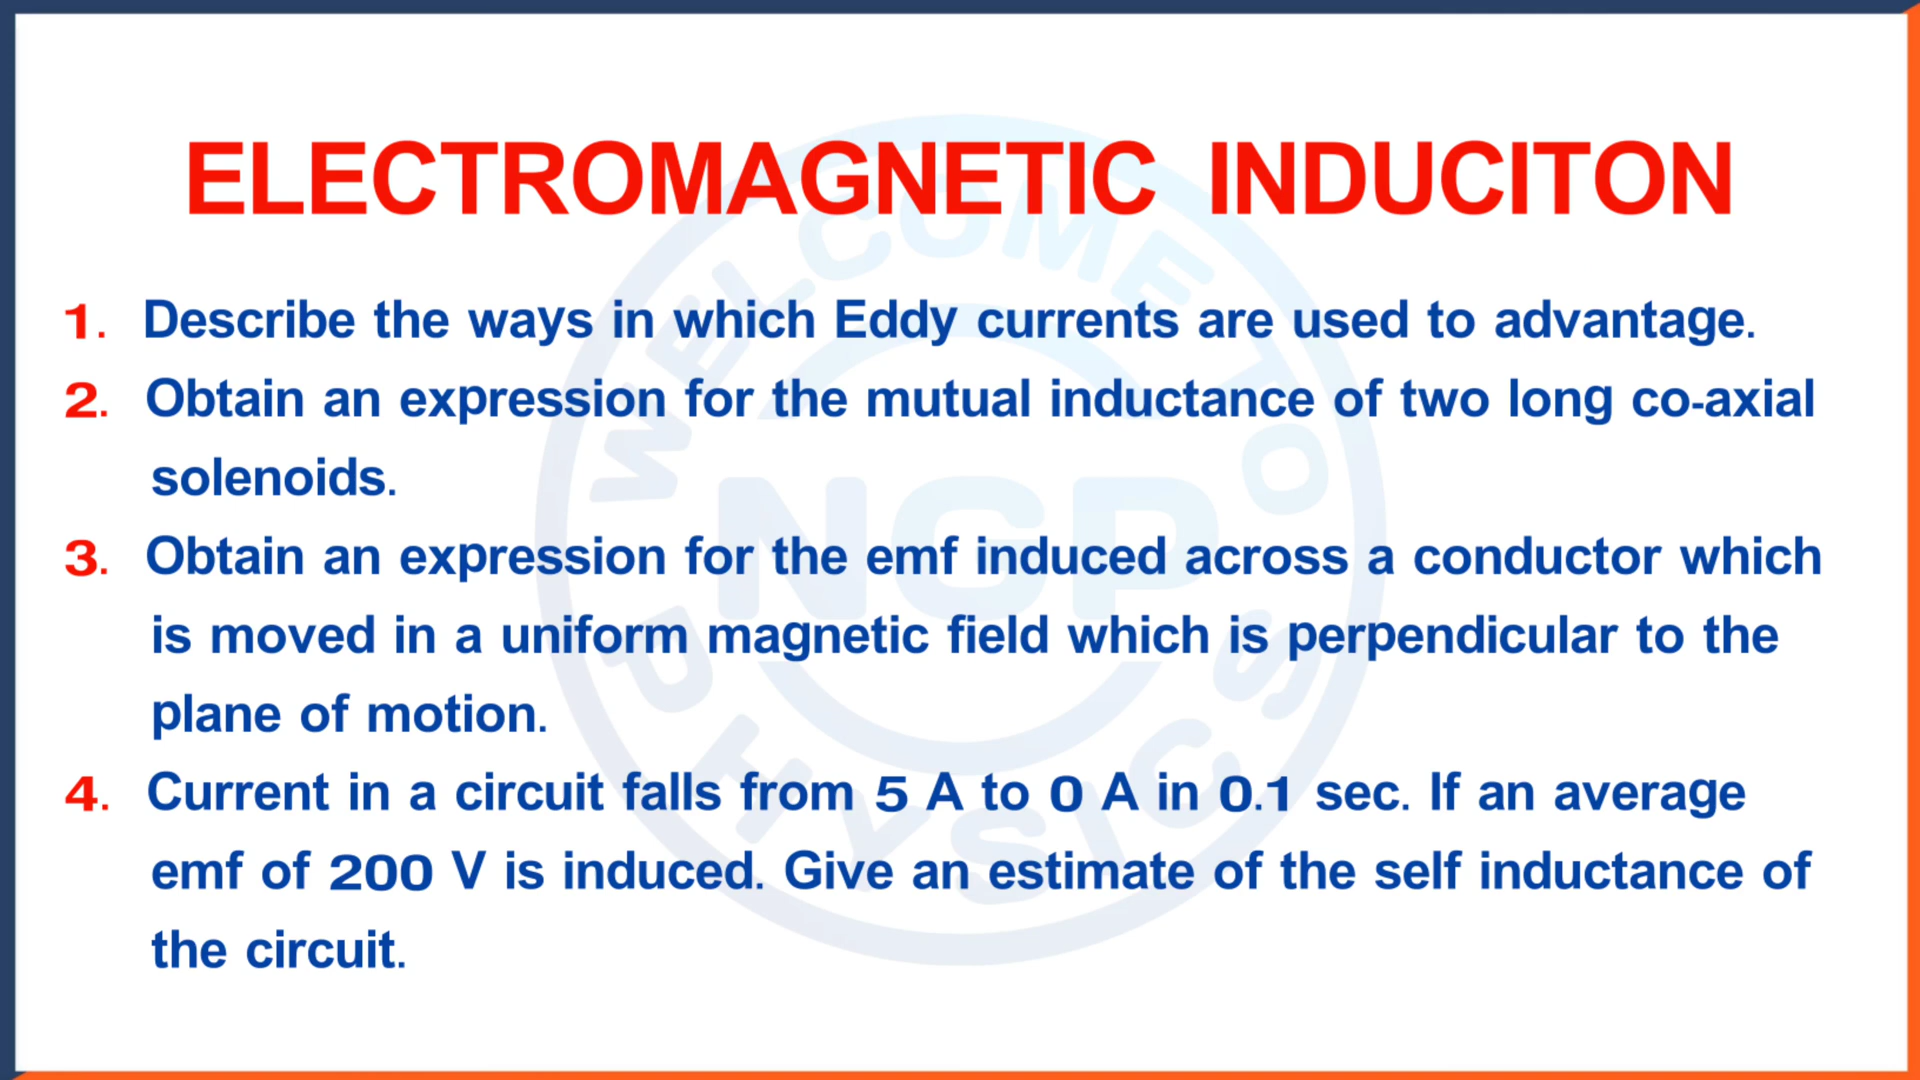 ELECTROMAGNETIC INDUCITON
1. Describe the ways in which Eddy currents are used to advantage.
2. Obtain an expression for the mutual inductance of two long co-axial
solenoids.
3. Obtain an expression for the emf induced across a conductor which
is moved in a uniform magnetic field which is perpendicular to the
plane of motion.
4. Current in a circuit falls from 5 A to 0 A in 0.1 sec. If an average
emf of 200 V is induced. Give an estimate of the self inductance of
the circuit.
WELCOME TO
NGP
PHYSICS